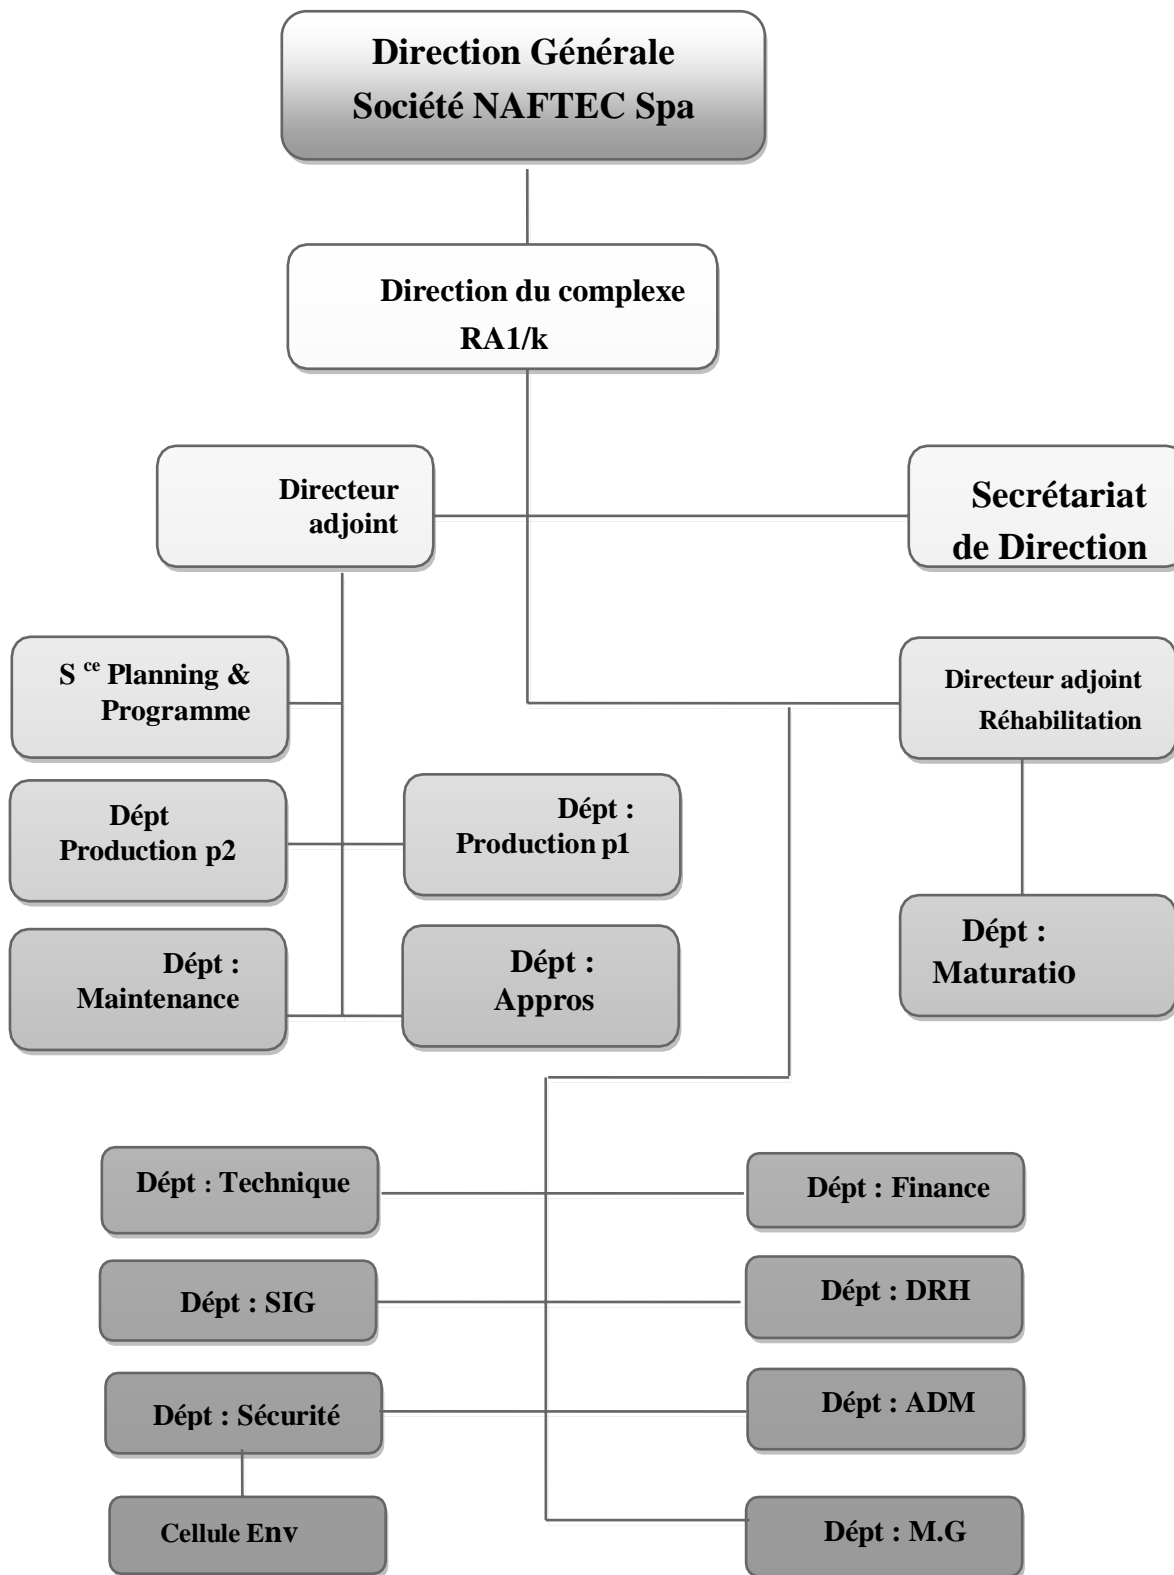 Direction Générale
Société NAFTEC Spa
Direction du complexe
RA1/k
Directeur
adjoint
Secrétariat
de Direction
S ce Planning &
Programme
Directeur adjoint
Réhabilitation
Dépt
Production p2
Dépt :
Production p1
Dépt :
Maintenance
Dépt :
Appros
Dépt :
Maturatio
Dépt : Technique
Dépt : Finance
Dépt : SIG
Dépt : DRH
Dépt : Sécurité
Dépt : ADM
Cellule Env
Dépt : M.G